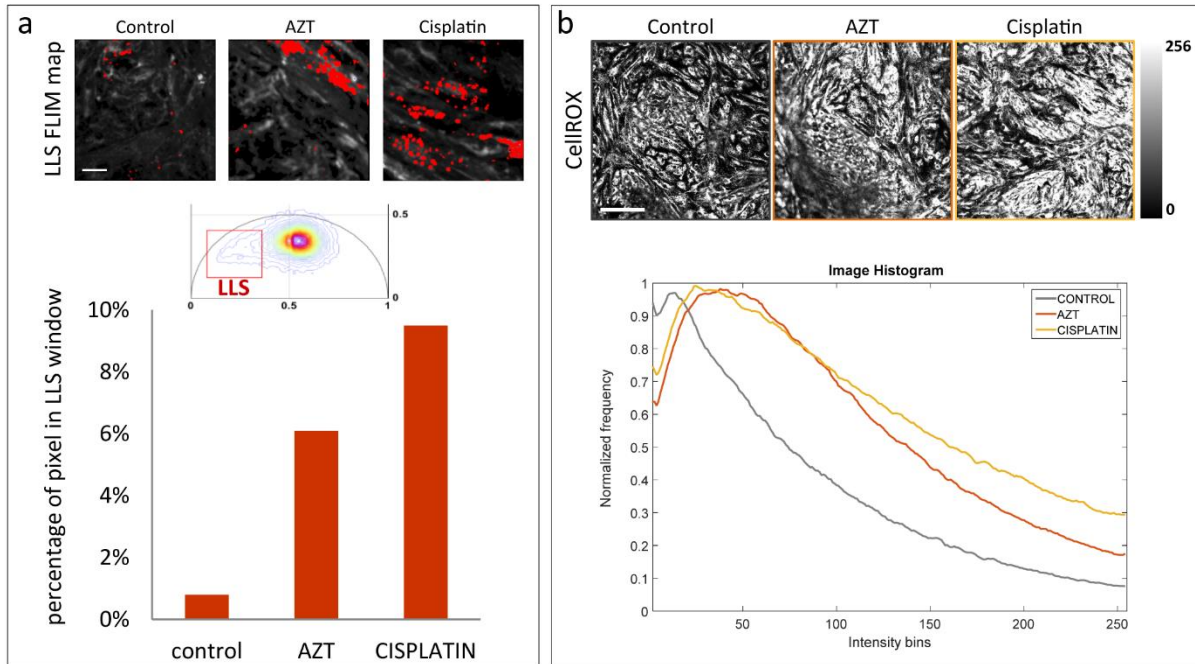 a
Control AZT Cisplatin
LLS FLIM map
0.5
0
LLS
0 0.5 1
percentage of pixel in LLS window
10%
8%
6%
4%
2%
0%
control AZT CISPLATIN
b
Control AZT Cisplatin
CellROX
256
0
Image Histogram
CONTROL
AZT
CISPLATIN
Normalized frequency
1
0.9
0.8
0.7
0.6
0.5
0.4
0.3
0.2
0.1
0
50 100 150 200 250
Intensity bins